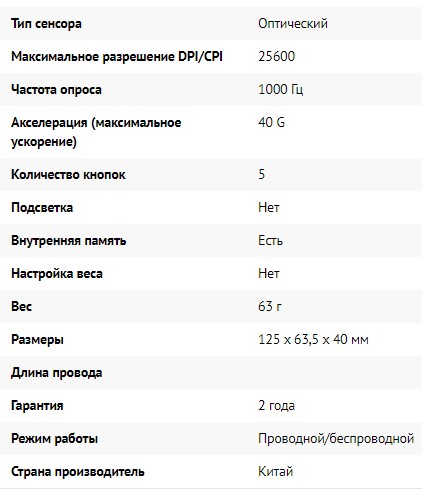 Тип сенсора Оптический
Максимальное разрешение DPI/CPI 25600
Частота опроса 1000 Гц
Акселерация (максимальное 40 G
ускорение)
Количество кнопок 5
Подсветка Нет
Внутренняя память Есть
Настройка веса Нет
Вес 63 г
Размеры 125 x 63,5 x 40 мм
Длина провода
Гарантия 2 года
Режим работы Проводной/беспроводной
Страна производитель Китай